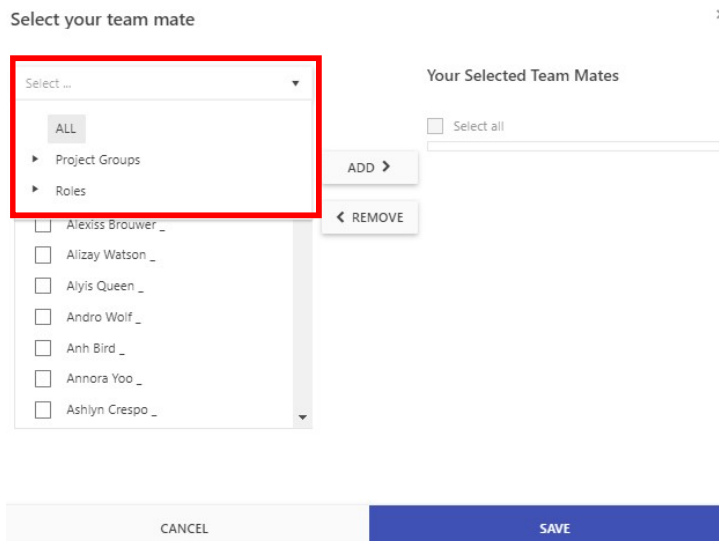 Select your team mate
Select ...
ALL
Project Groups
Roles
Alexiss Brouwer _
Alizay Watson _
Alyis Queen _
Andro Wolf _
Anh Bird _
Annora Yoo _
Ashlyn Crespo _
ADD
REMOVE
Your Selected Team Mates
Select all
CANCEL
SAVE